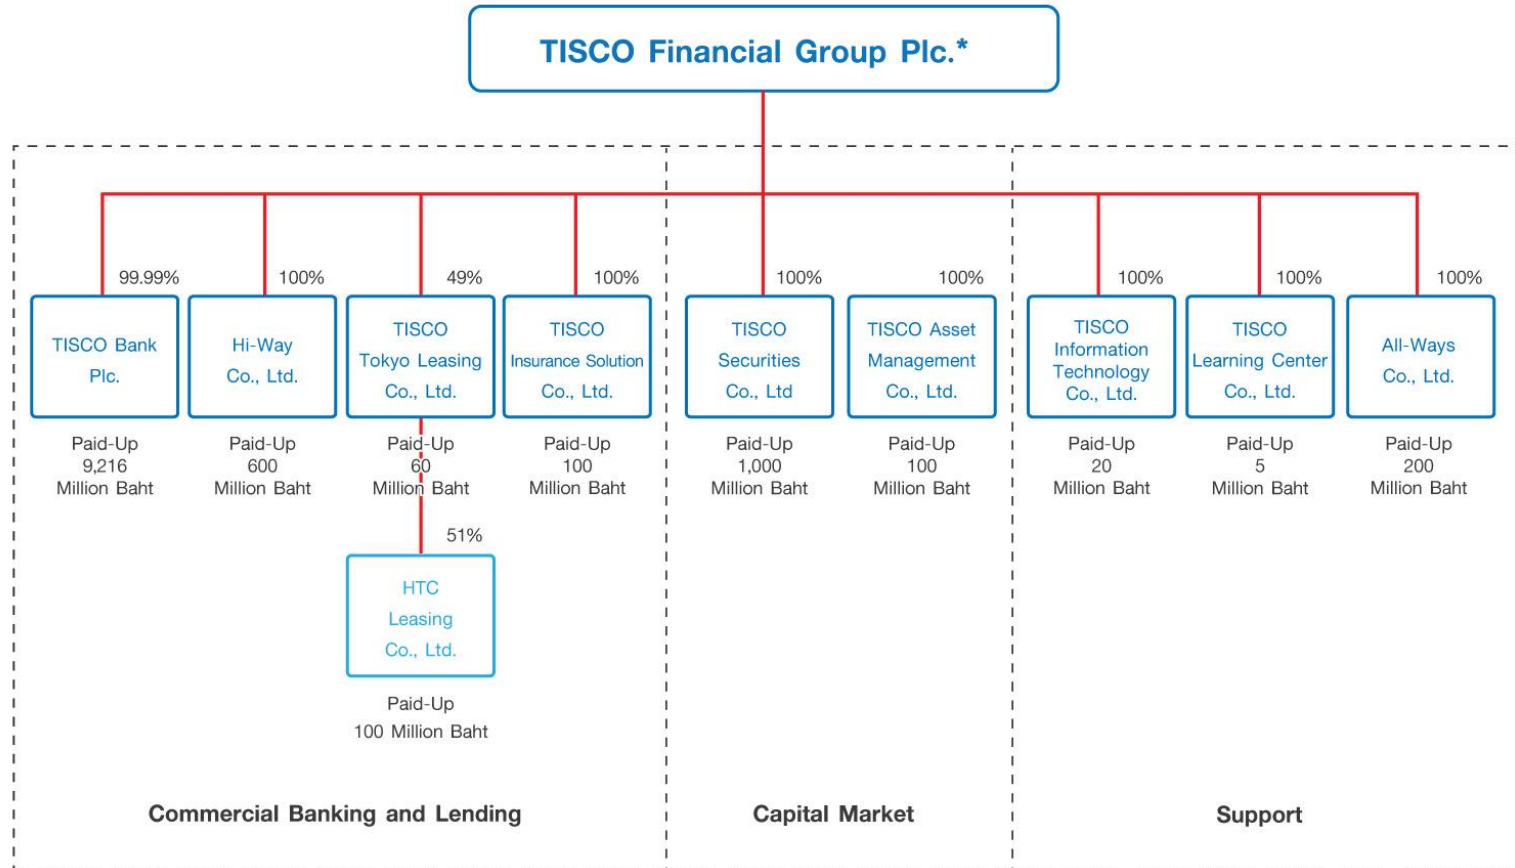 TISCO Financial Group Plc.*
99.99%
TISCO Bank
Plc.
Paid-Up
9,216
Million Baht
100%
Hi-Way
Co., Ltd.
Paid-Up
600
Million Baht
49%
TISCO
Tokyo Leasing
Co., Ltd.
Paid-Up
60
Million Baht
51%
HTC
Leasing
Co., Ltd.
Paid-Up
100 Million Baht
100%
TISCO
Insurance Solution
Co., Ltd.
Paid-Up
100
Million Baht
Commercial Banking and Lending
100%
TISCO
Securities
Co., Ltd
Paid-Up
1,000
Million Baht
100%
TISCO Asset
Management
Co., Ltd.
Paid-Up
100
Million Baht
Capital Market
100%
TISCO
Information
Technology
Co., Ltd.
Paid-Up
20
Million Baht
100%
TISCO
Learning Center
Co., Ltd.
Paid-Up
5
Million Baht
100%
All-Ways
Co., Ltd.
Paid-Up
200
Million Baht
Support